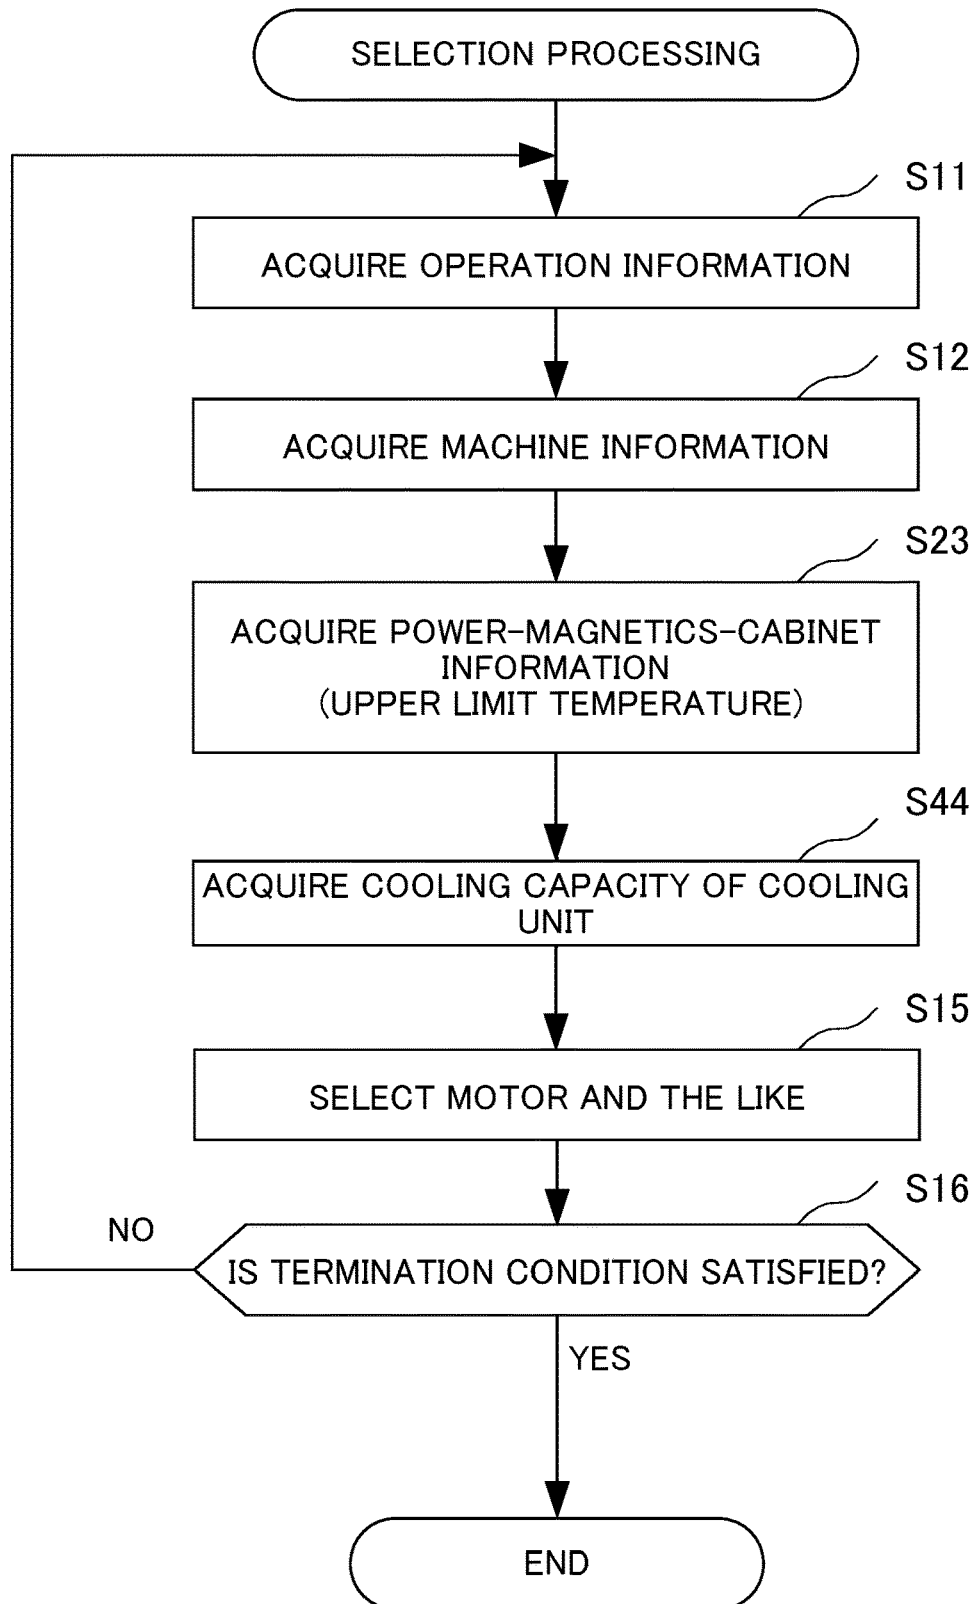 SELECTION PROCESSING
S11
ACQUIRE OPERATION INFORMATION
S12
ACQUIRE MACHINE INFORMATION
S23
ACQUIRE POWER-MAGNETICS-CABINET
INFORMATION
(UPPER LIMIT TEMPERATURE)
S44
ACQUIRE COOLING CAPACITY OF COOLING
UNIT
S15
SELECT MOTOR AND THE LIKE
S16
NO
IS TERMINATION CONDITION SATISFIED?
YES
END